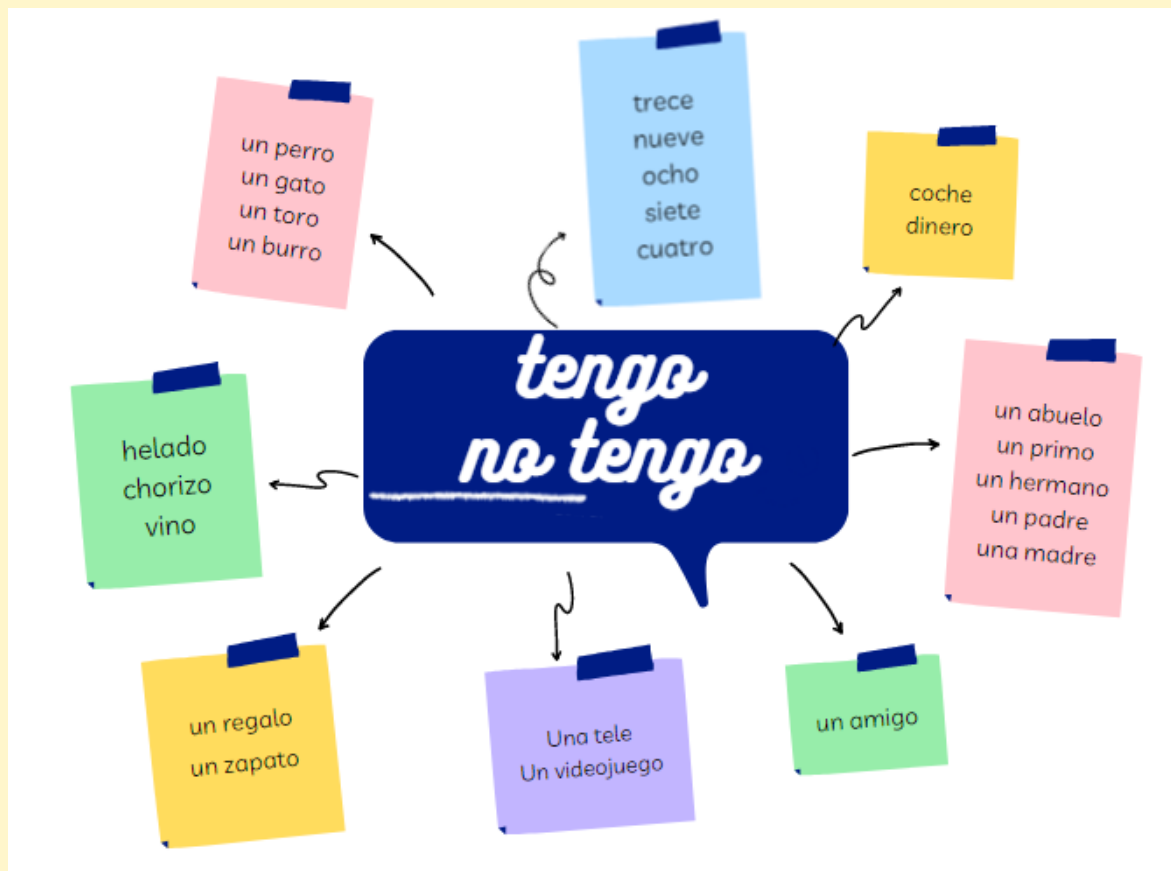 un perro
un gato
un toro
un burro
trece
nueve
ocho
siete
cuatro
coche
dinero
tengo
no tengo
helado
chorizo
vino
un abuelo
un primo
un hermano
un padre
una madre
un regalo
un zapato
Una tele
Un videojuego
un amigo